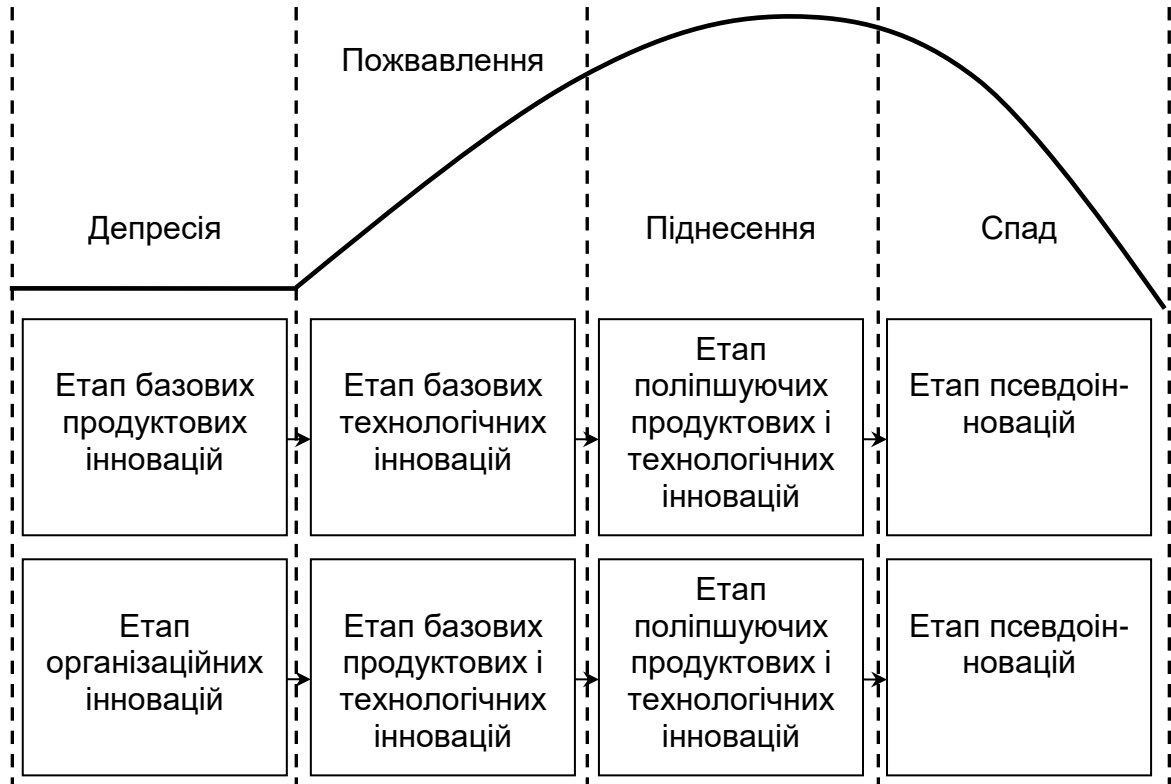 Пожвавлення
Депресія
Піднесення
Спад
Етап базових
продуктових
інновацій
Етап базових
технологічних
інновацій
Етап
поліпшуючих
продуктових і
технологічних
інновацій
Етап псевдоін-
новацій
Етап
організаційних
інновацій
Етап базових
продуктових і
технологічних
інновацій
Етап
поліпшуючих
продуктових і
технологічних
інновацій
Етап псевдоін-
новацій